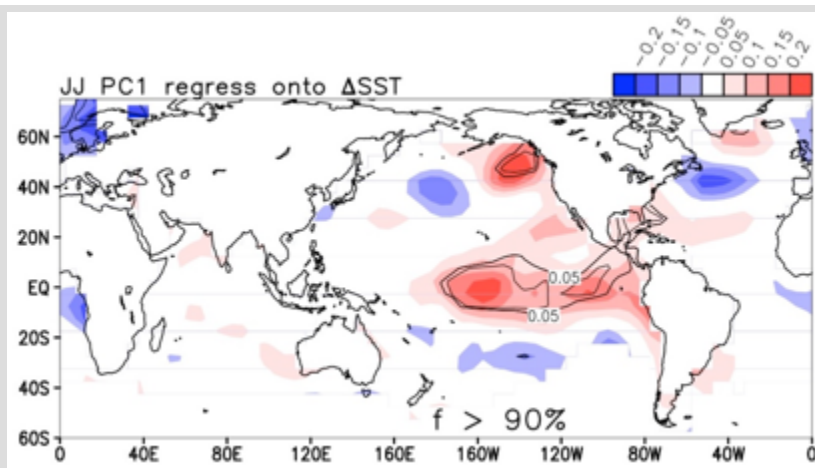 -0.2 -0.15 -0.1 -0.05 0.05 0.1 0.15 0.2
JJ PC1 regress onto ΔSST
60N
40N
20N
EQ
20S
40S
60S
0.05
0.05
f > 90%
0 40E 80E 120E 160E 160W 120W 80W 40W 0